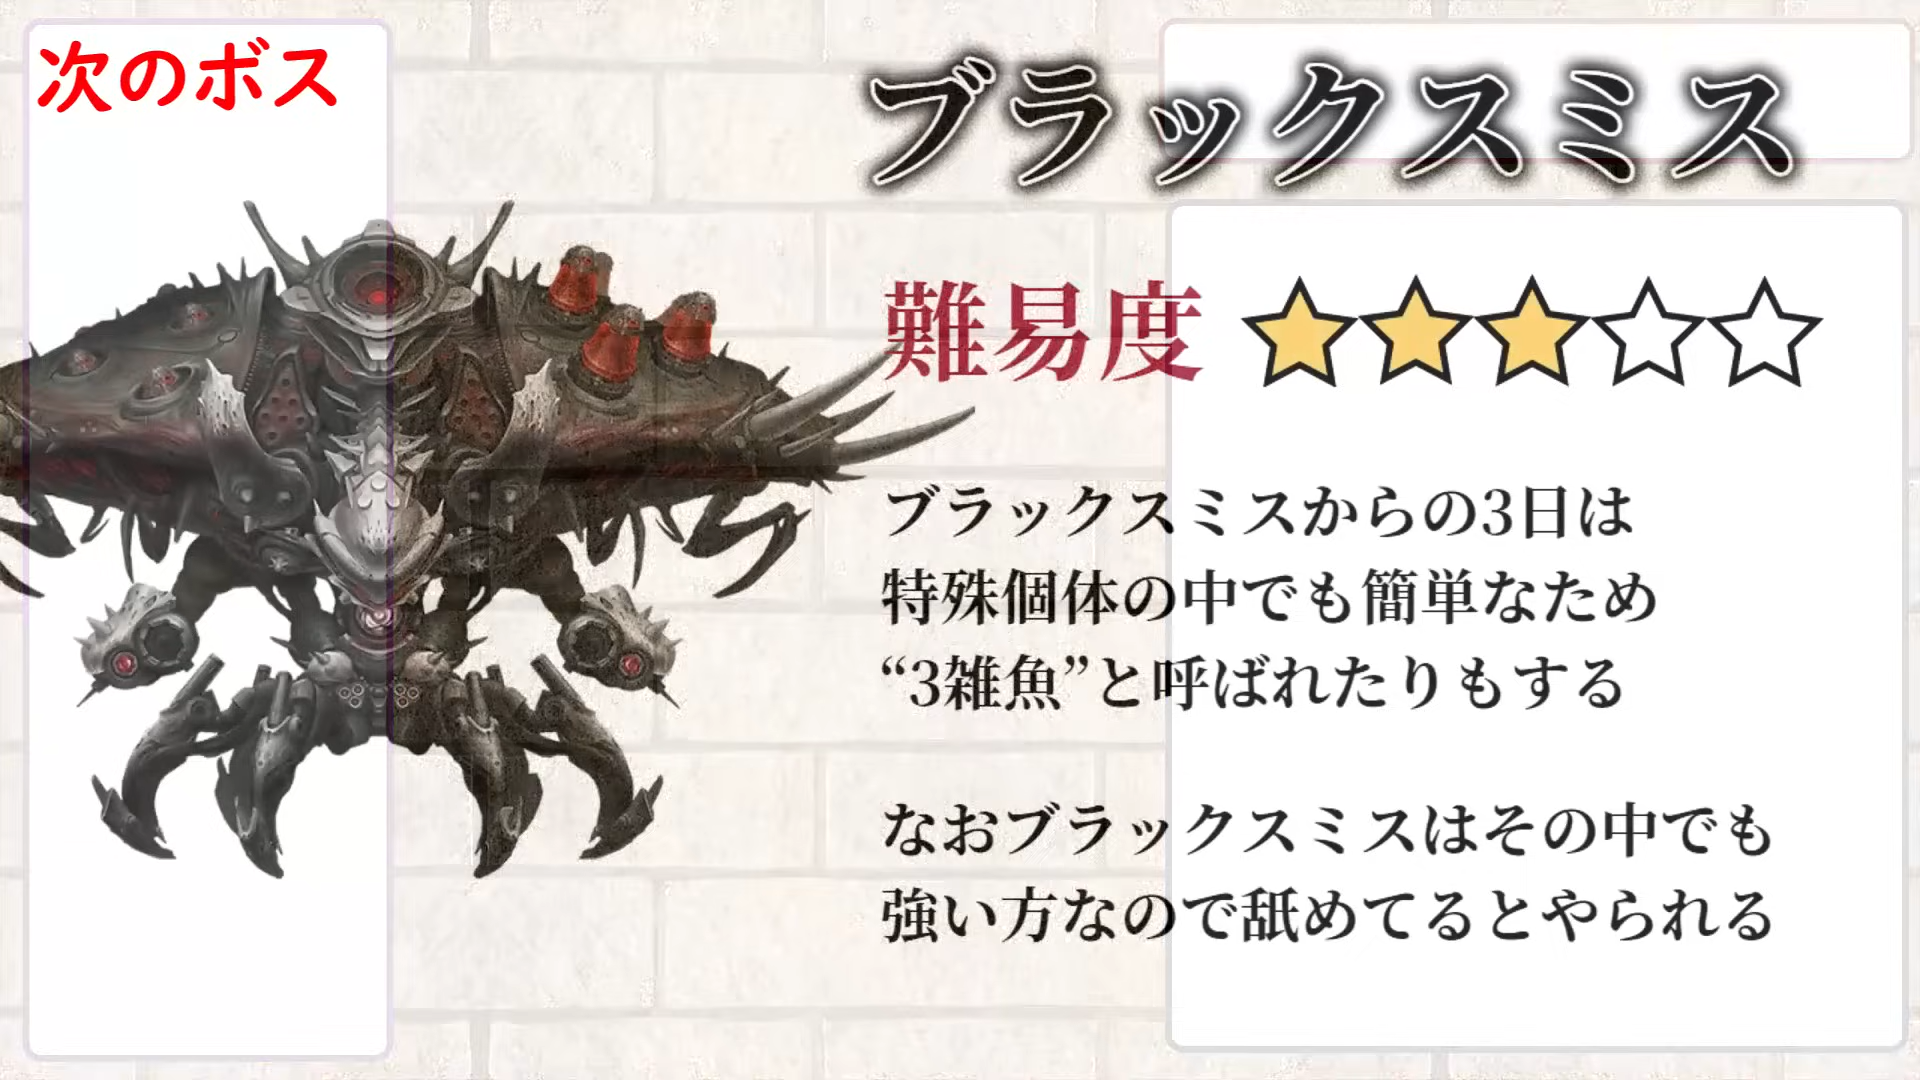 次のボス
ブラックスミス
難易度 ★★★☆☆
ブラックスミスからの3日は
特殊個体の中でも簡単なため
“3雑魚”と呼ばれたりもする
なおブラックスミスはその中でも
強い方なので舐めてるとやられる